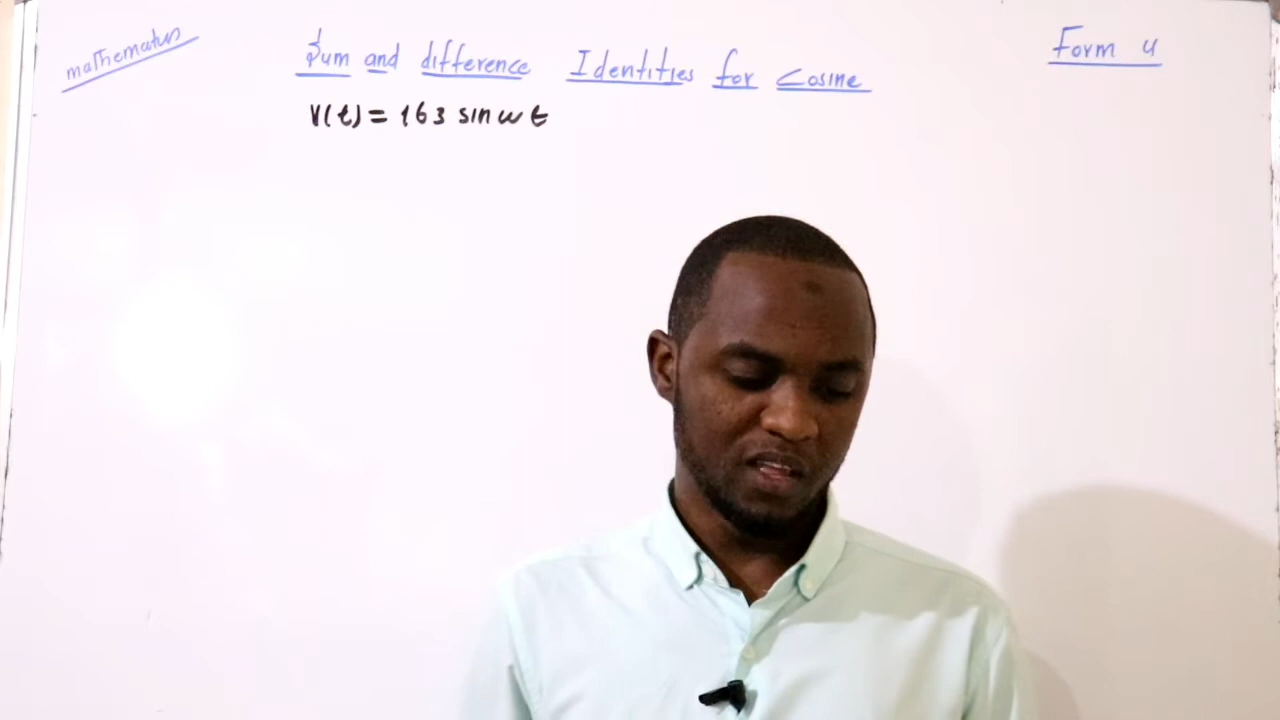 mathematics
Sum and difference Identities for Cosine
Form 4
V(t) = 163 sin ω t